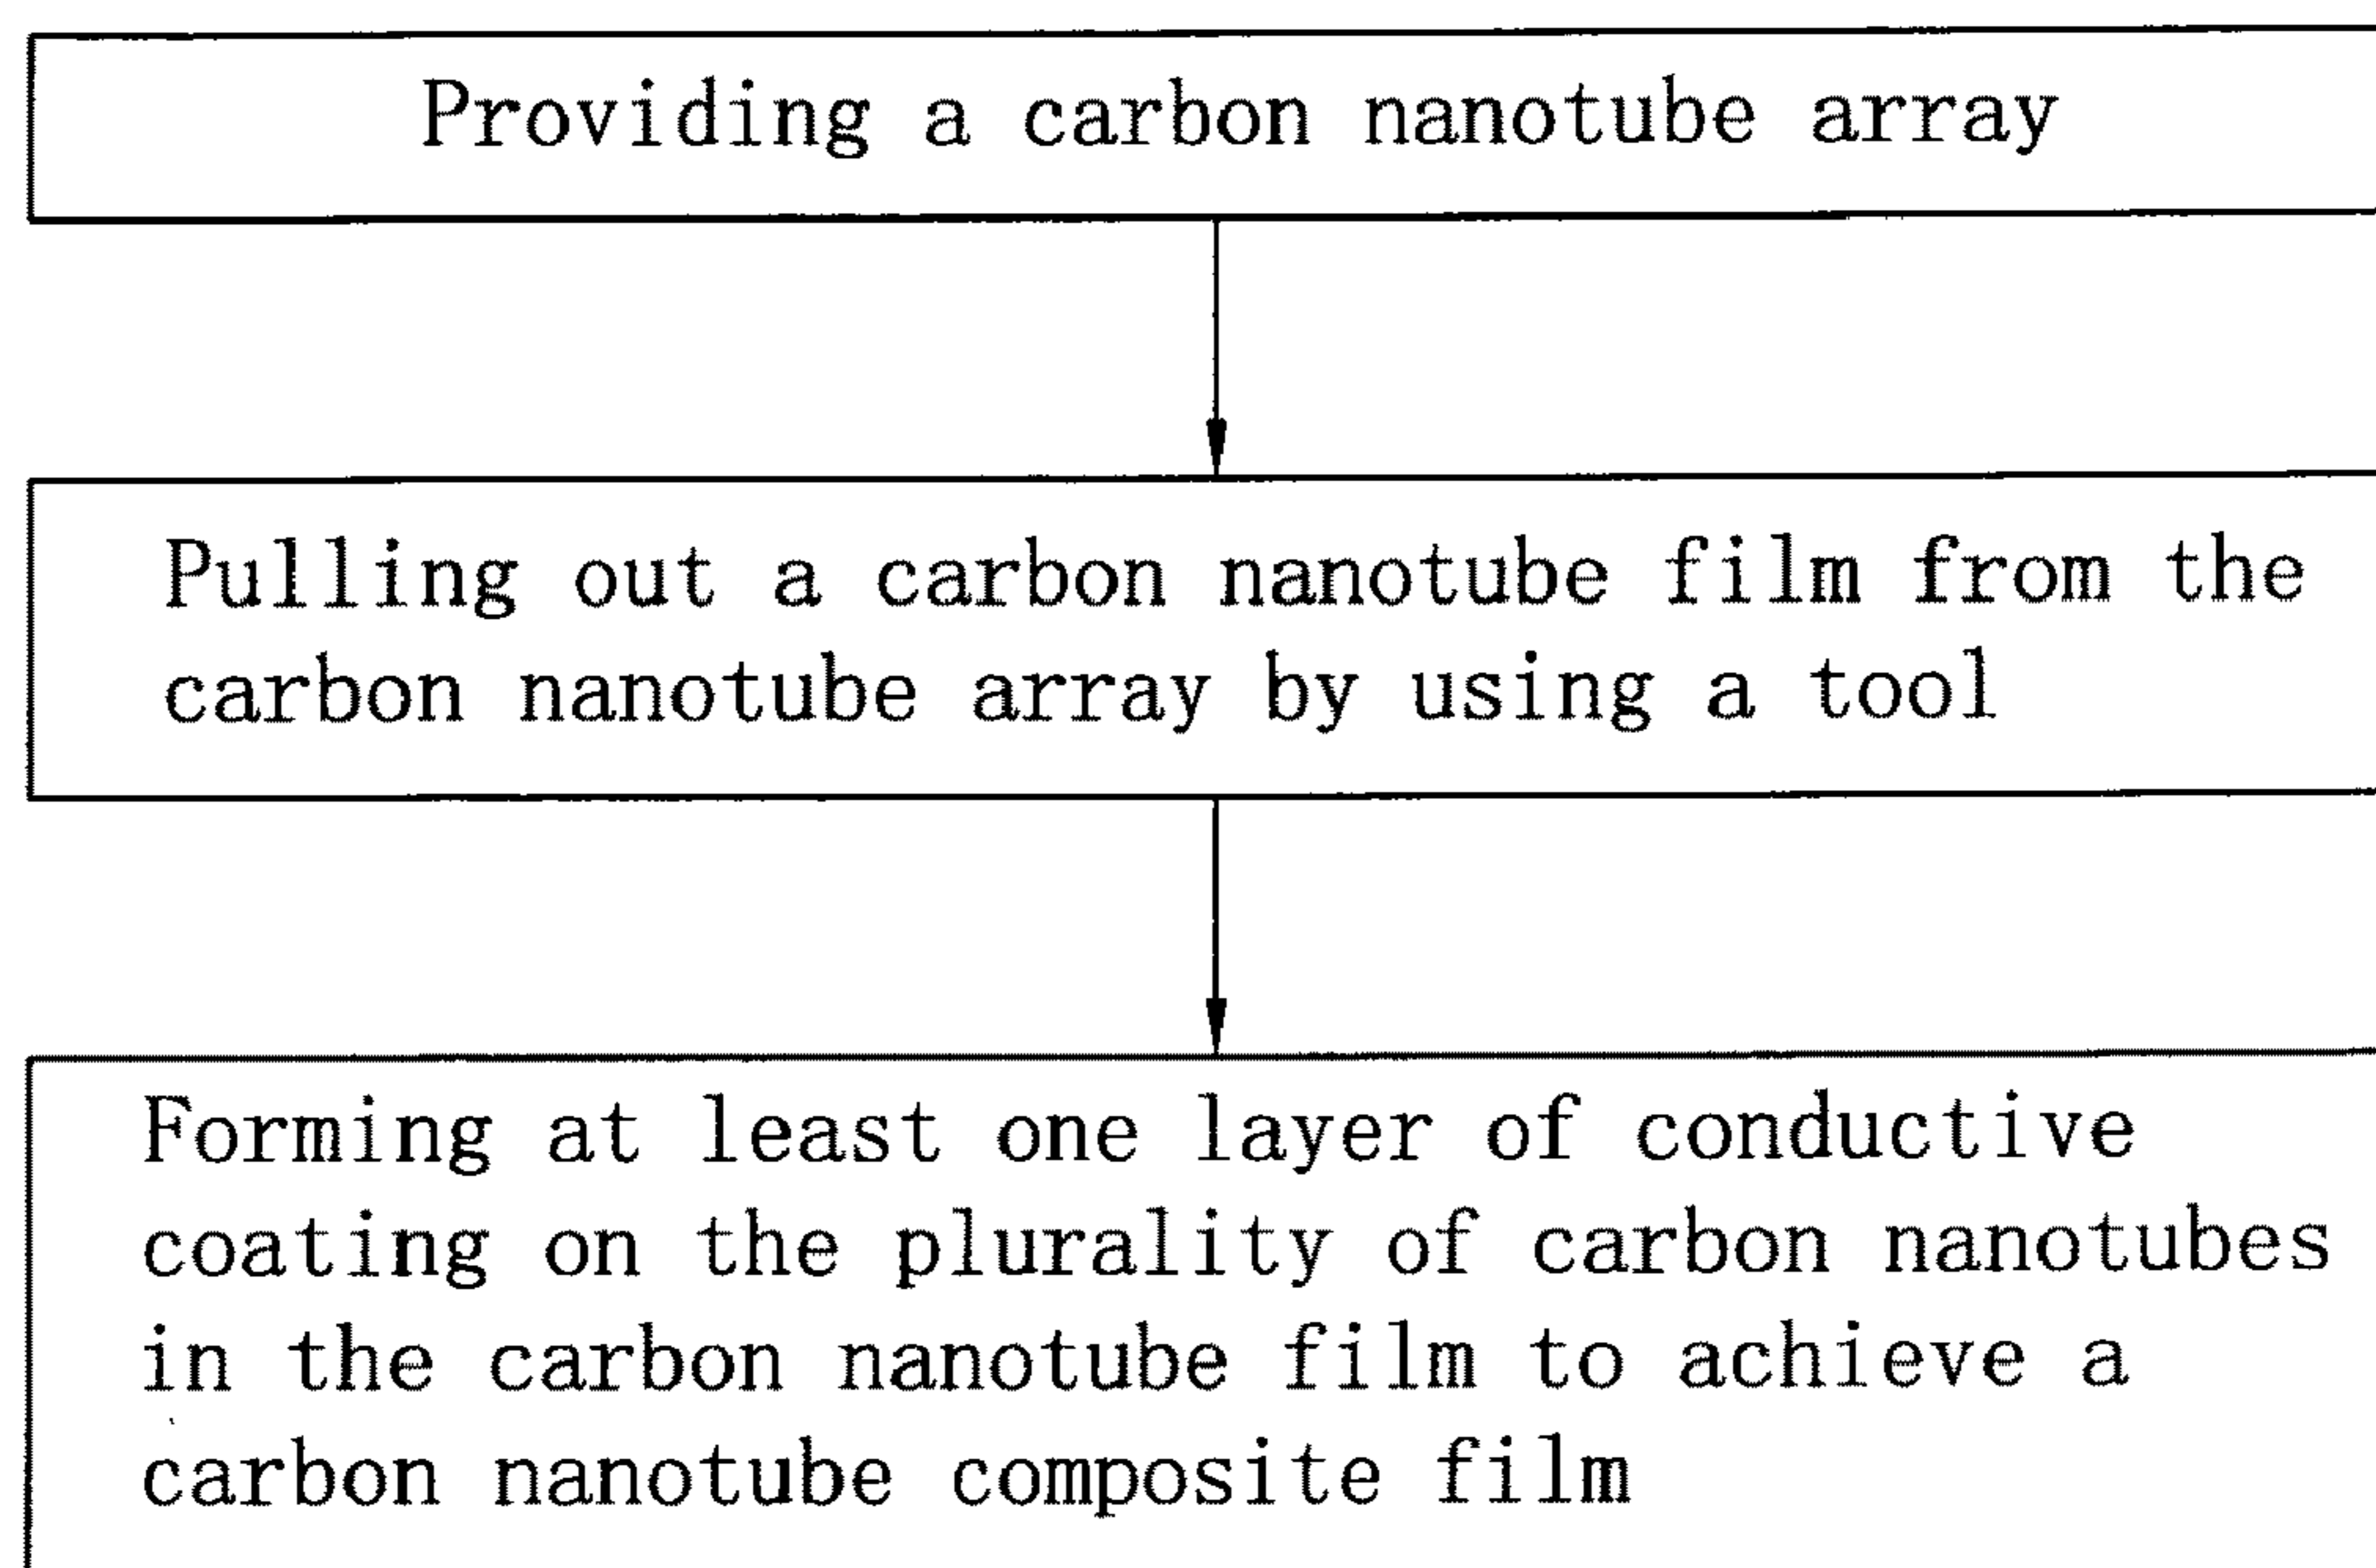 Providing a carbon nanotube array
Pulling out a carbon nanotube film from the
carbon nanotube array by using a tool
Forming at least one layer of conductive
coating on the plurality of carbon nanotubes
in the carbon nanotube film to achieve a
carbon nanotube composite film